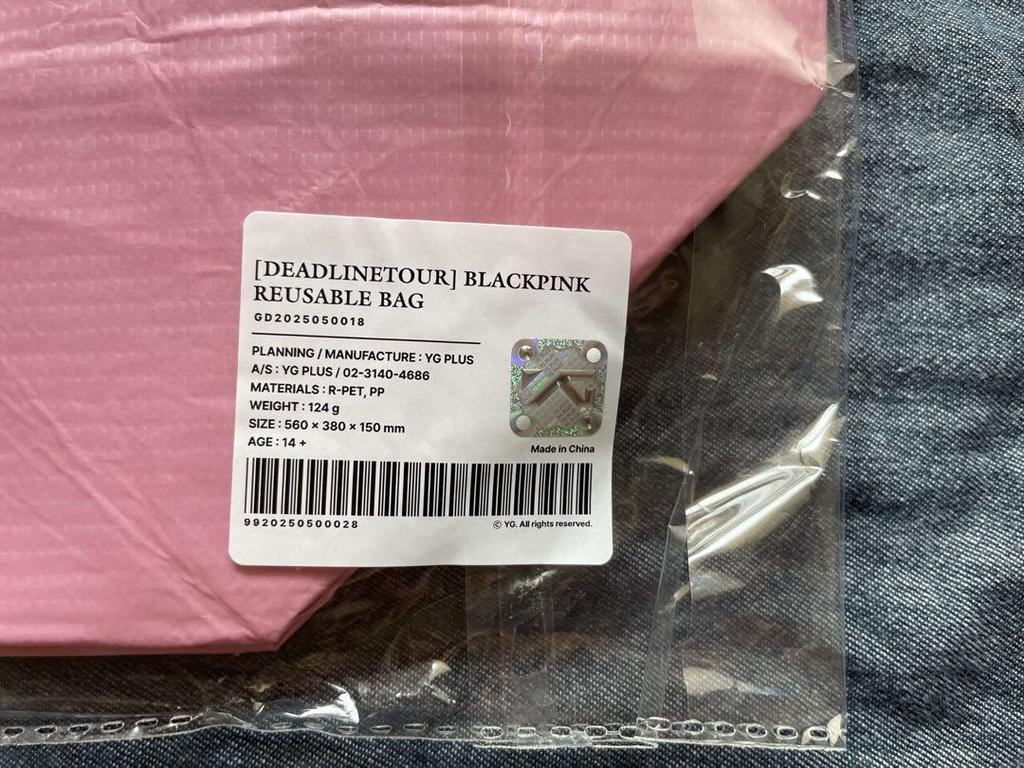 [DEADLINETOUR] BLACKPINK
REUSABLE BAG
GD2025050018
PLANNING / MANUFACTURE : YG PLUS
A/S : YG PLUS / 02-3140-4686
MATERIALS : R-PET, PP
WEIGHT : 124 g
SIZE : 560 × 380 × 150 mm
AGE : 14 +
YG
Made in China
9920250500028
© YG. All rights reserved.